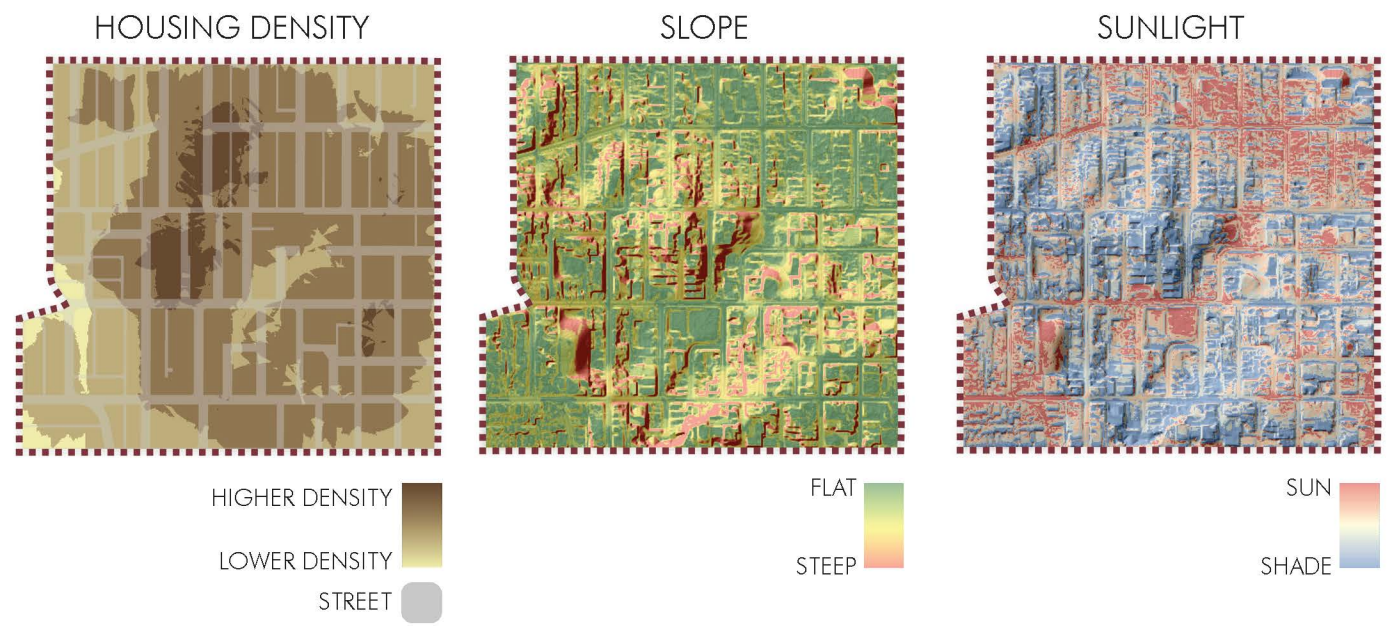 HOUSING DENSITY
SLOPE
SUNLIGHT
HIGHER DENSITY
LOWER DENSITY
STREET
FLAT
STEEP
SUN
SHADE